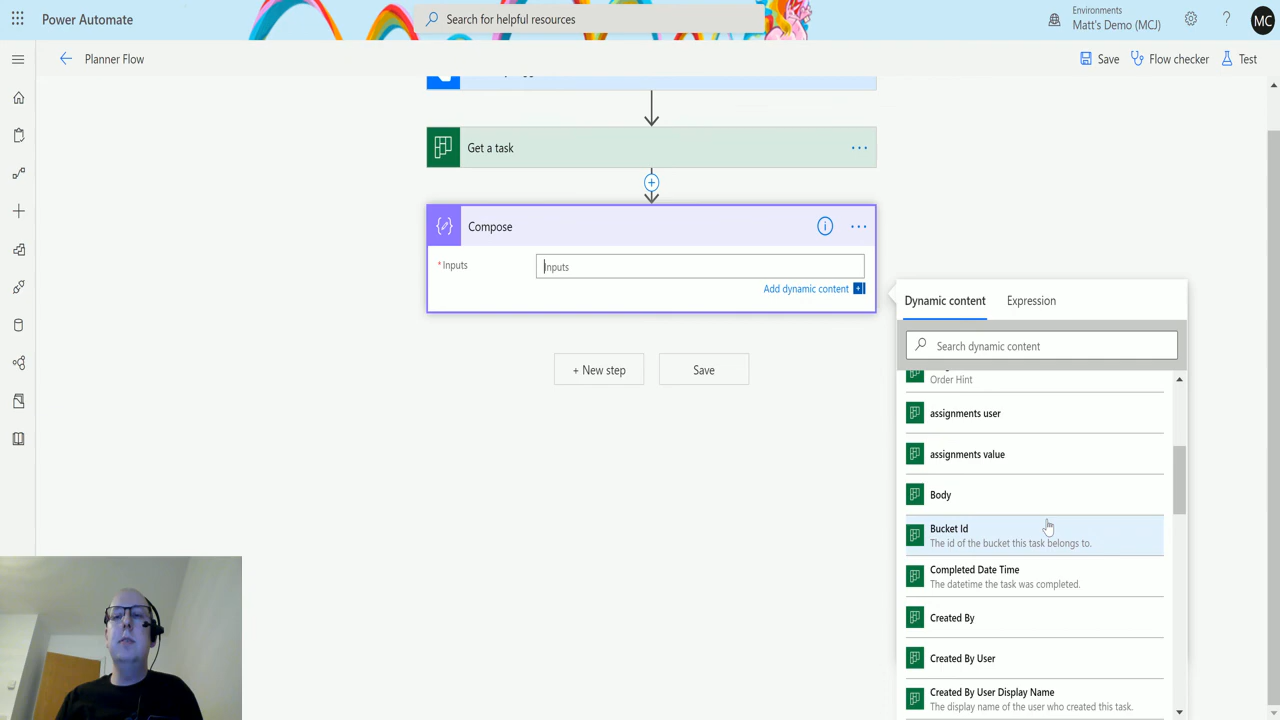 Power Automate
Search for helpful resources
Environments
Matt's Demo (MCJ)
?
MC
Planner Flow
Save
Flow checker
Test
Get a task
...
Compose
...
* Inputs
Inputs
Add dynamic content
+ New step
Save
Dynamic content
Expression
Search dynamic content
Order Hint
assignments user
assignments value
Body
Bucket Id
The id of the bucket this task belongs to.
Completed Date Time
The datetime the task was completed.
Created By
Created By User
Created By User Display Name
The display name of the user who created this task.